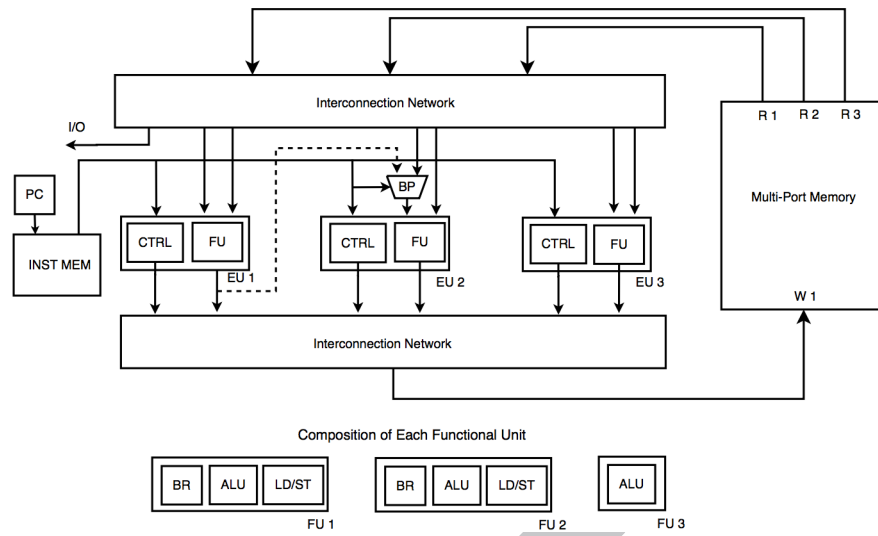 Interconnection Network
R 1 R 2 R 3
I/O
BP
PC
Multi-Port Memory
CTRL FU CTRL FU CTRL FU
INST MEM
EU 1 EU 2 EU 3
W 1
Interconnection Network
Composition of Each Functional Unit
BR ALU LD/ST BR ALU LD/ST ALU
FU 1 FU 2 FU 3